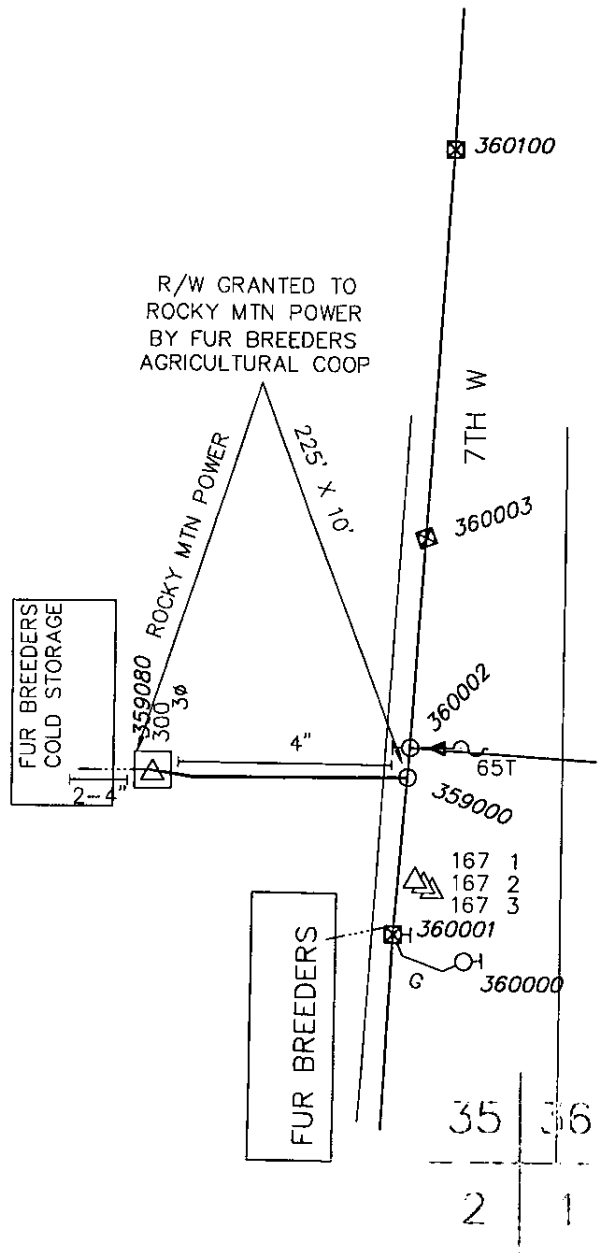 360100
R/W GRANTED TO
ROCKY MTN POWER
BY FUR BREEDERS
AGRICULTURAL COOP
7TH W
ROCKY MTN POWER
225' X 10'
360003
FUR BREEDERS
COLD STORAGE
359080
300
3ø
360002
4"
65T
2-4"
359000
167 1
167 2
167 3
360001
FUR BREEDERS
G
360000
35 36
2 1